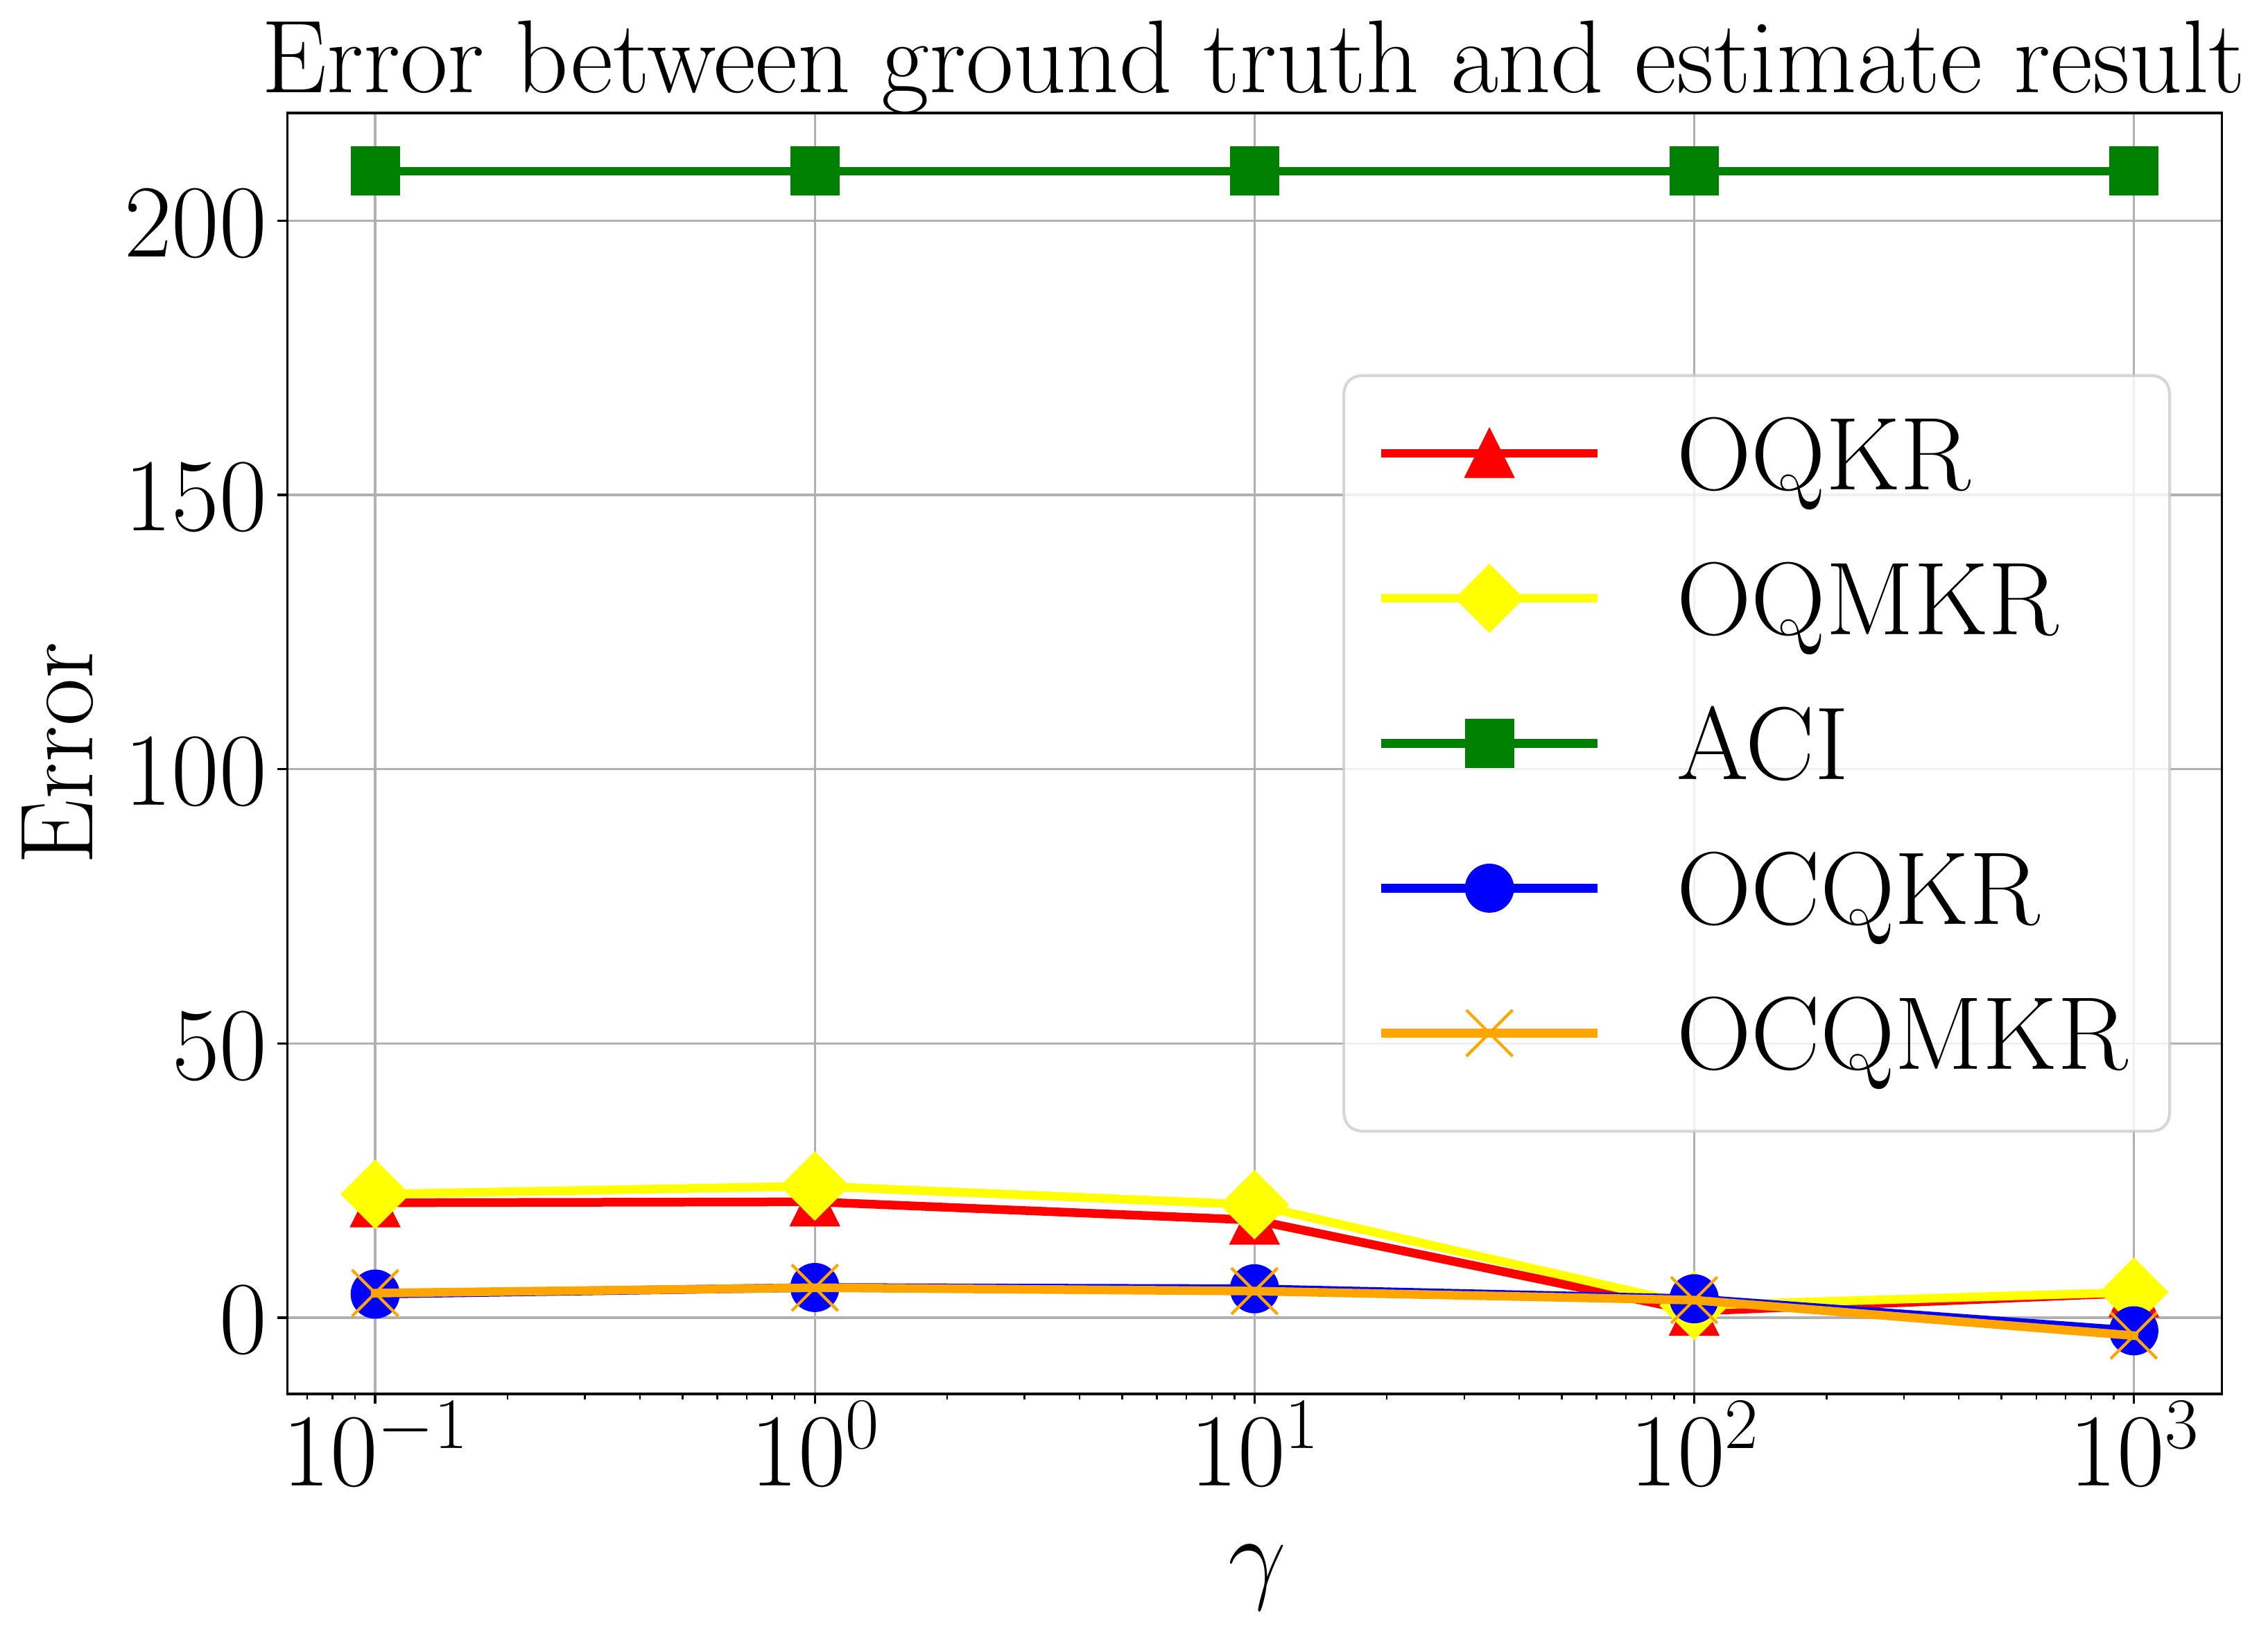 Error between ground truth and estimate result
Error
200
150
100
50
0
OQKR
OQMKR
ACI
OCQKR
OCQMKR
10⁻¹ 10⁰ 10¹ 10² 10³
γ